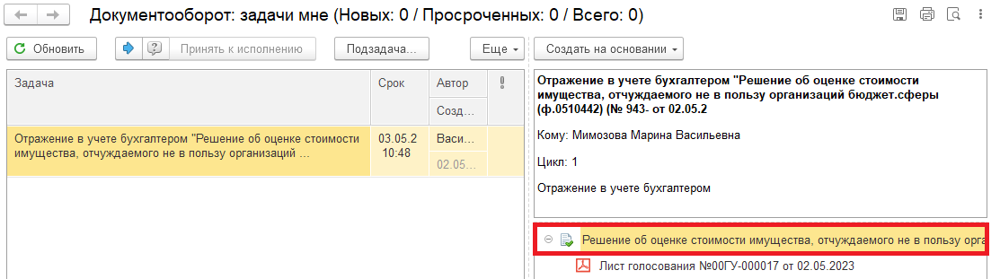 Документооборот: задачи мне (Новых: 0 / Просроченных: 0 / Всего: 0)
Обновить
Принять к исполнению
Подзадача...
Еще
Создать на основании
Задача
Срок
Автор
Созд...
Отражение в учете бухгалтером "Решение об оценке стоимости
имущества, отчуждаемого не в пользу организаций ...
03.05.2
10:48
Васи...
02.05...
Отражение в учете бухгалтером "Решение об оценке стоимости
имущества, отчуждаемого не в пользу организаций бюджет.сферы
(ф.0510442) (№ 943- от 02.05.2
Кому: Мимозова Марина Васильевна
Цикл: 1
Отражение в учете бухгалтером
Решение об оценке стоимости имущества, отчуждаемого не в пользу орга
Лист голосования №00ГУ-000017 от 02.05.2023